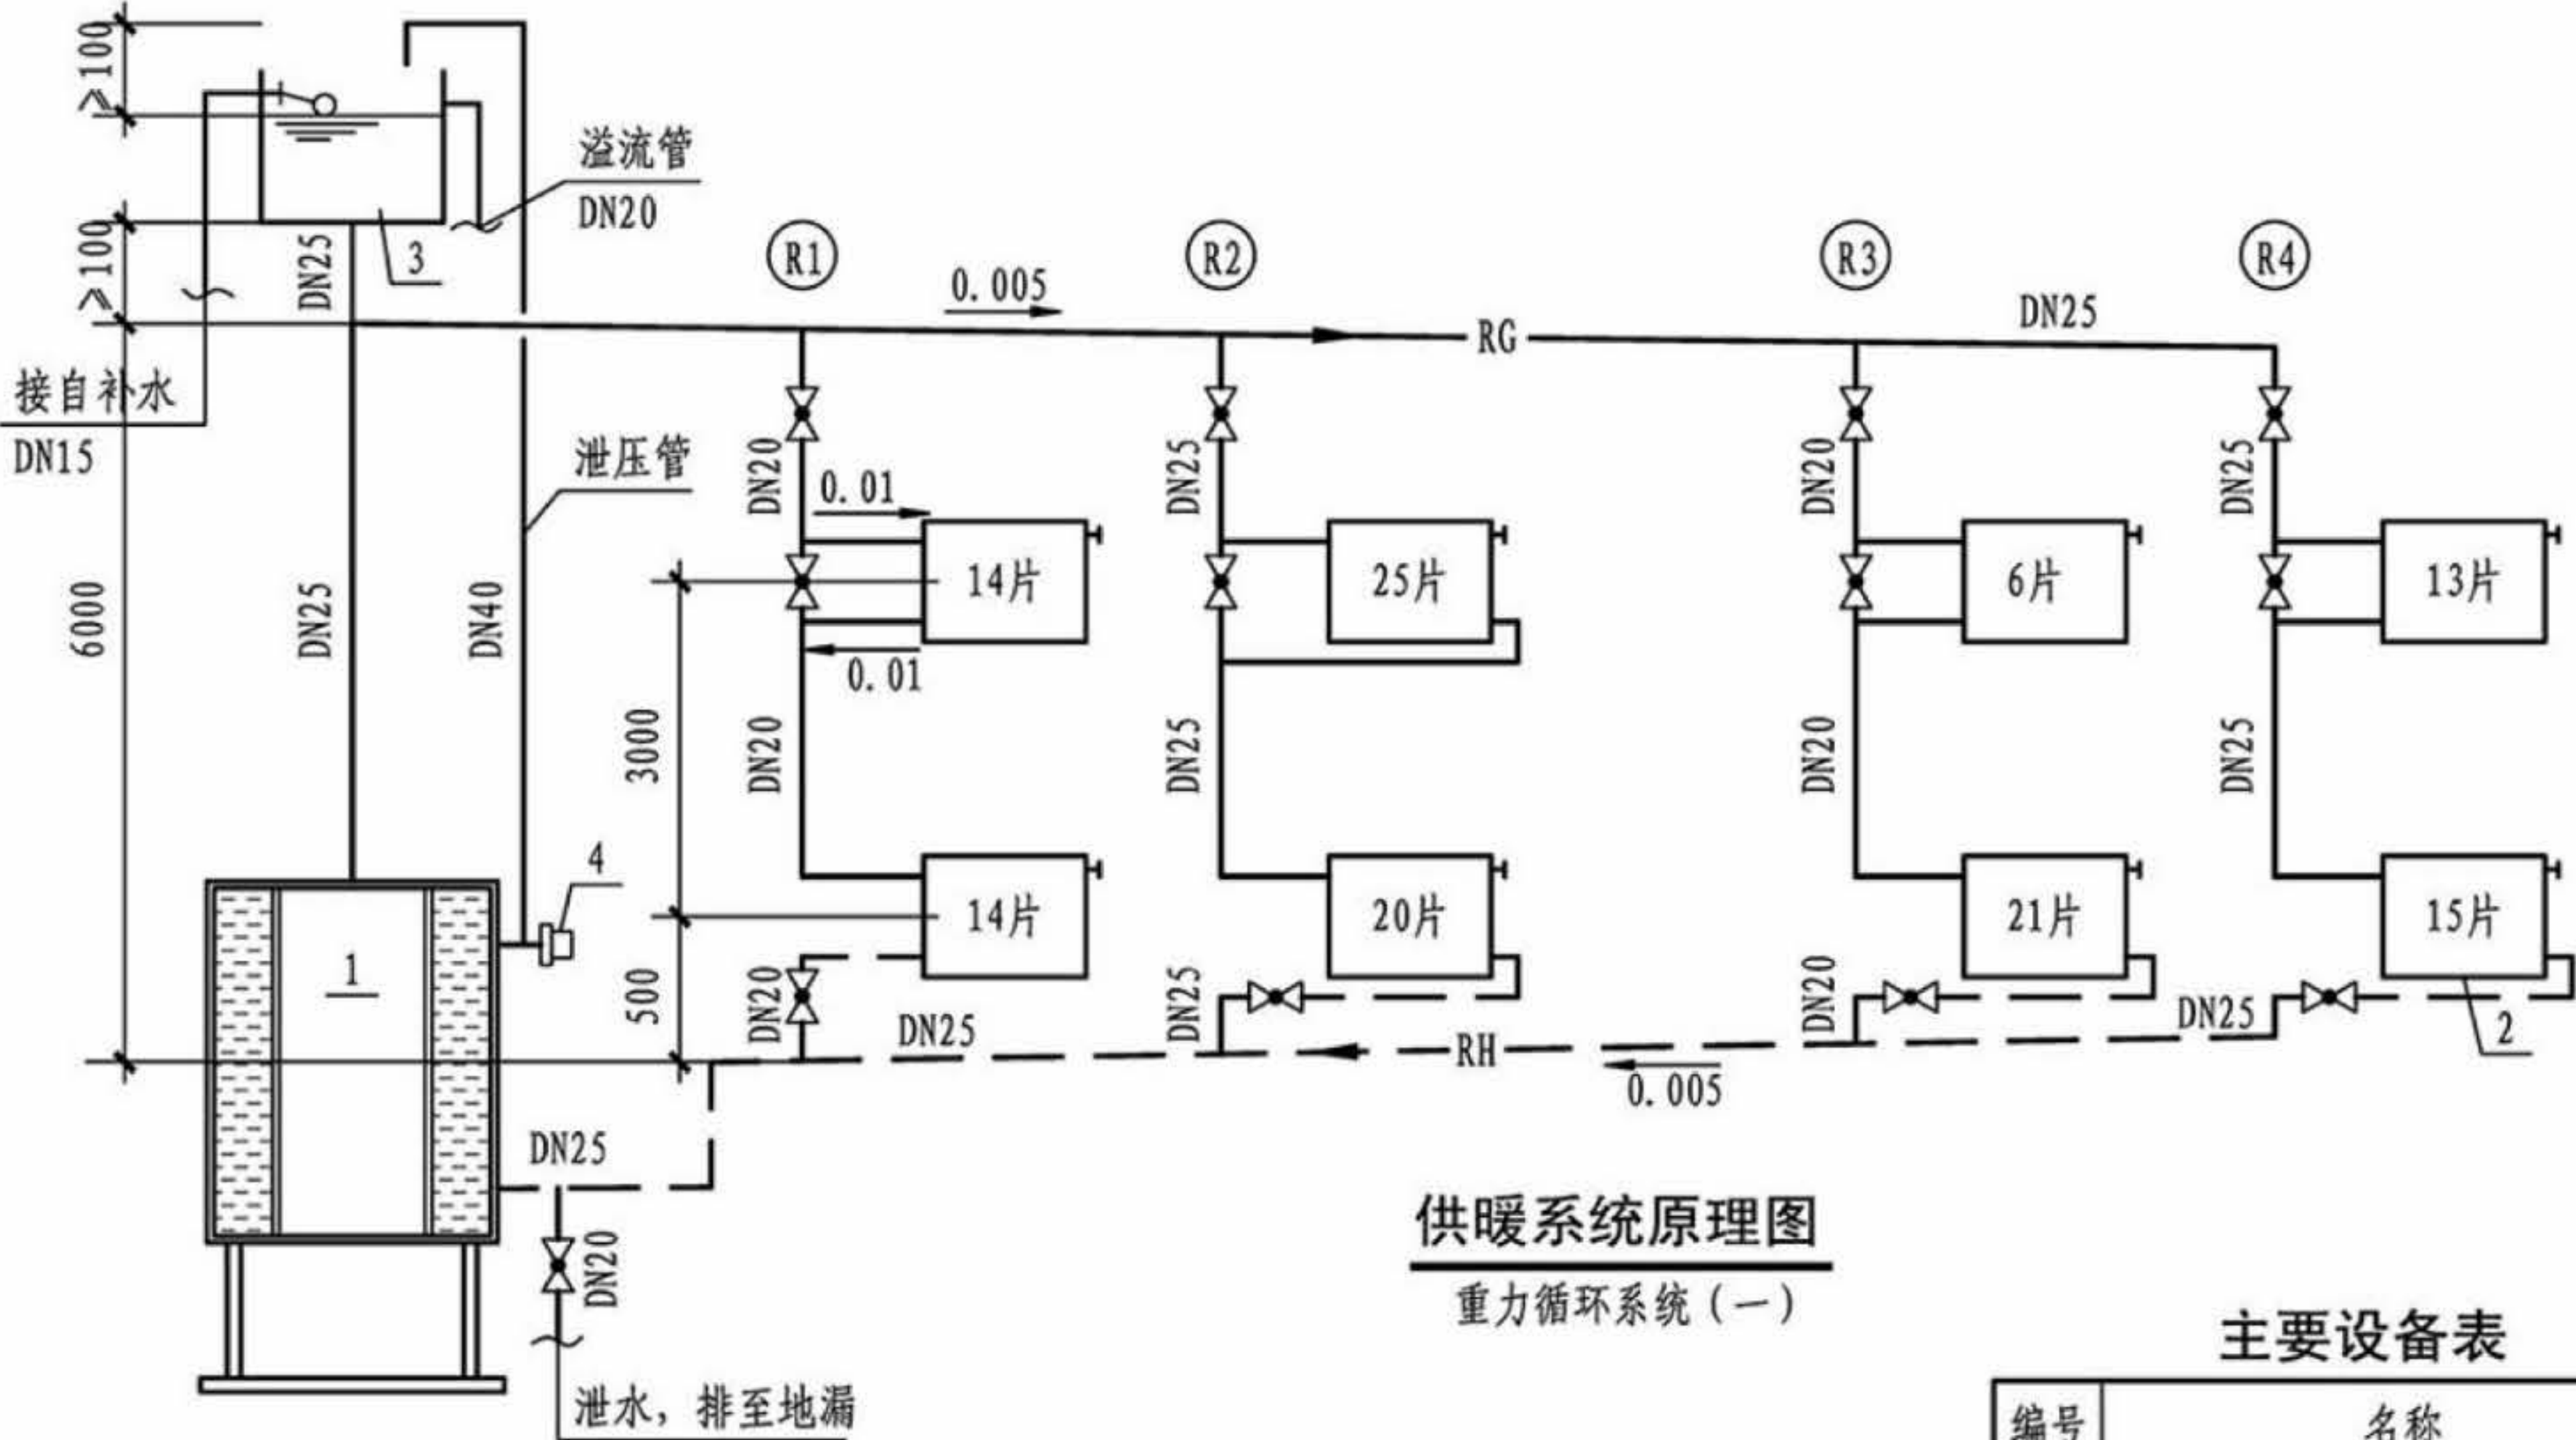 ≥100
溢流管
DN20
≥100
DN25
3
R1
R2
R3
R4
0.005
DN25
RG
接自补水
DN15
泄压管
DN20
0.01
DN25
DN20
DN25
14片
25片
6片
13片
0.01
6000
DN25
DN40
3000
DN20
DN25
DN20
DN25
4
14片
20片
21片
15片
1
500
DN20
DN25
DN25
DN20
DN25
2
RH
0.005
DN25
DN20
供暖系统原理图
重力循环系统(一)
主要设备表
泄水，排至地漏
编号
名称